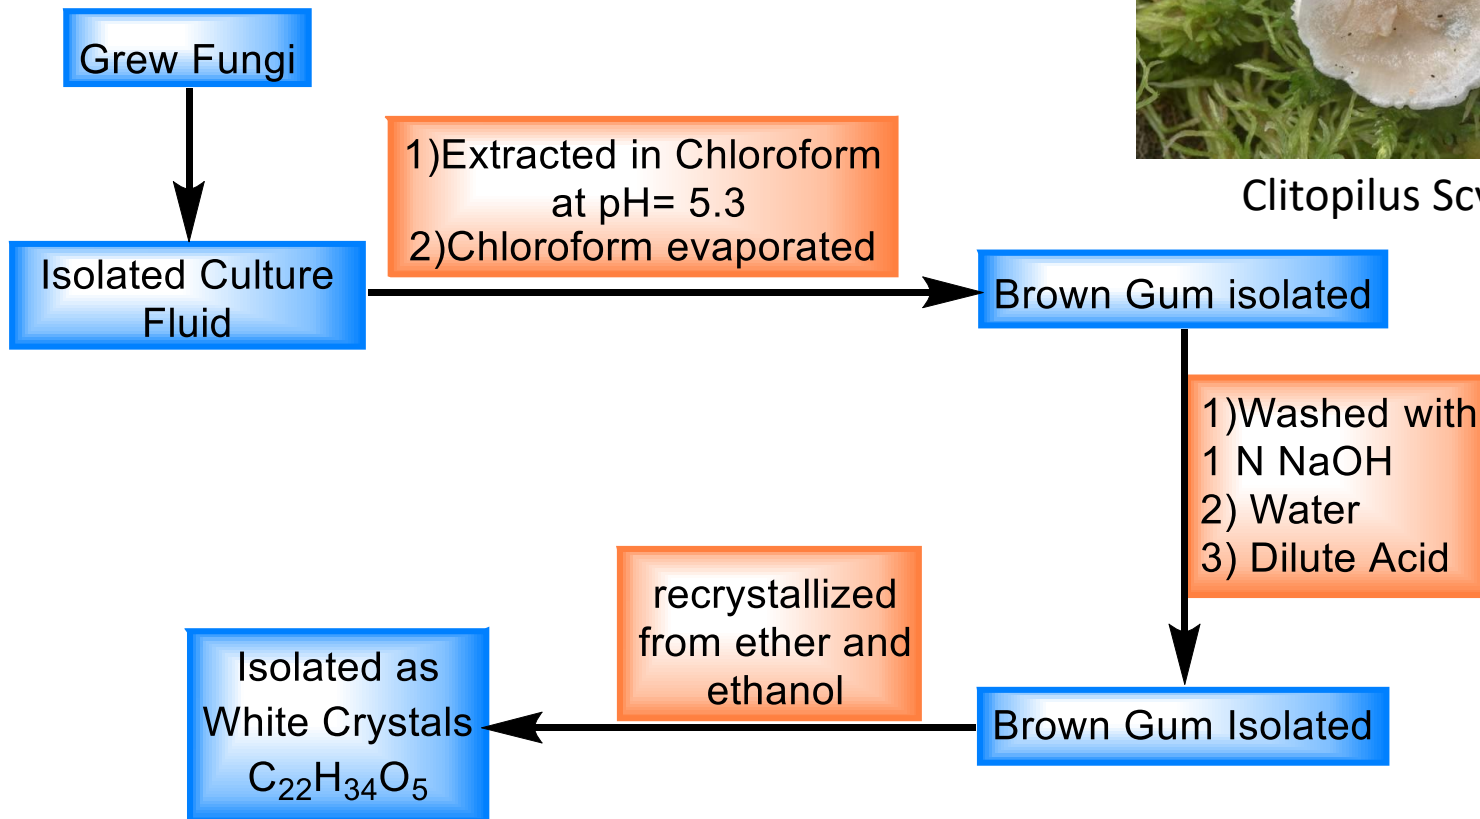 Grew Fungi
1)Extracted in Chloroform
at pH= 5.3
2)Chloroform evaporated
Clitopilus
Isolated Culture
Fluid
Brown Gum isolated
1)Washed with
1 N NaOH
2) Water
3) Dilute Acid
recrystallized
from ether and
ethanol
Isolated as
White Crystals
C₂₂H₃₄O₅
Brown Gum Isolated